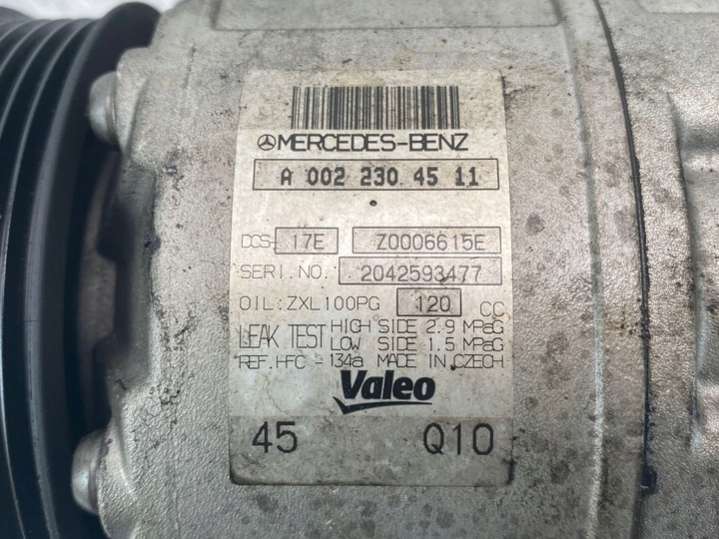 MERCEDES-BENZ
A 002 230 45 11
DCS- 17E Z0006615E
SERI.NO. 2042593477
OIL:ZXL100PG 120 CC
LEAK TEST HIGH SIDE 2.9 MPaG
LOW SIDE 1.5 MPaG
REF.HFC-134a MADE IN CZECH
Valeo
45 Q10